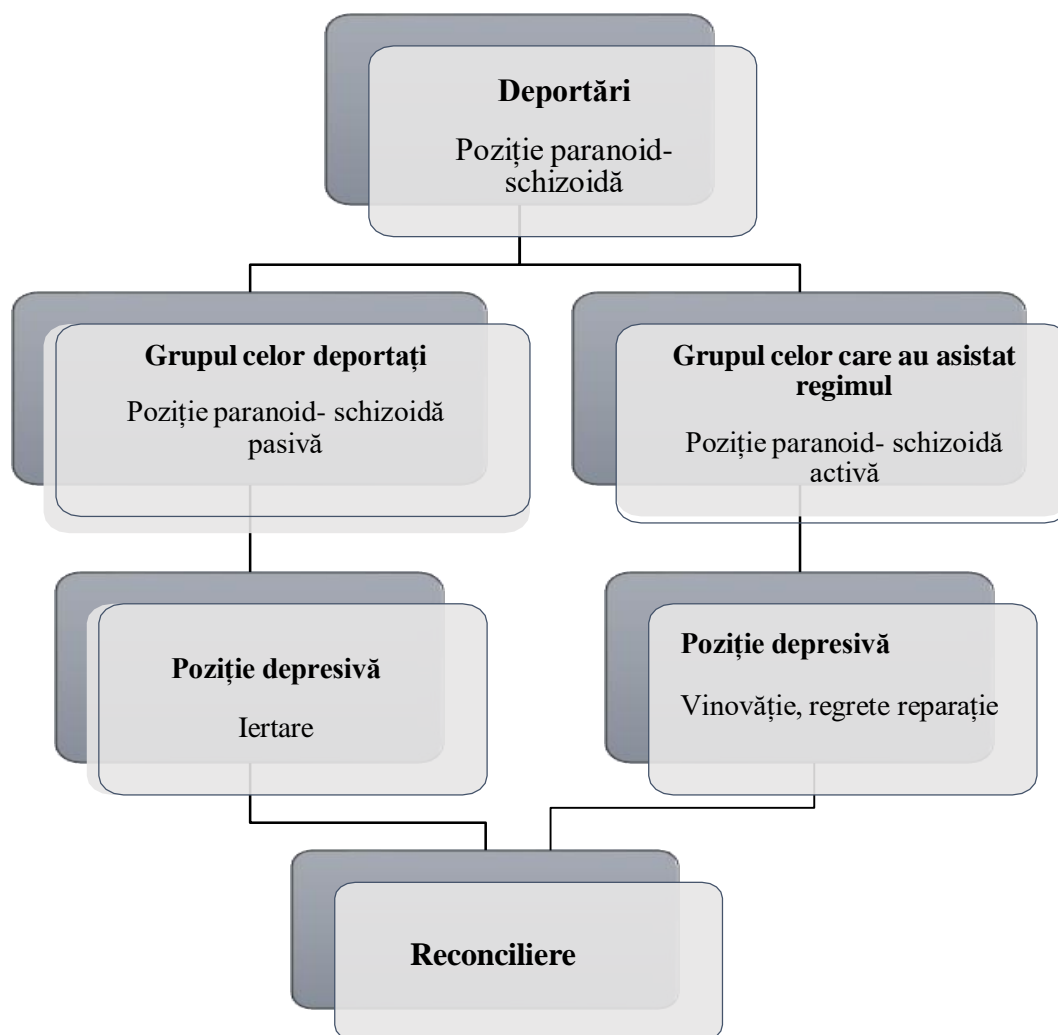 Deportări
Poziție paranoid-
schizoidă
Grupul celor deportați
Poziție paranoid- schizoidă
pasivă
Grupul celor care au asistat
regimul
Poziție paranoid- schizoidă
activă
Poziție depresivă
Iertare
Poziție depresivă
Vinovăție, regrete reparație
Reconciliere